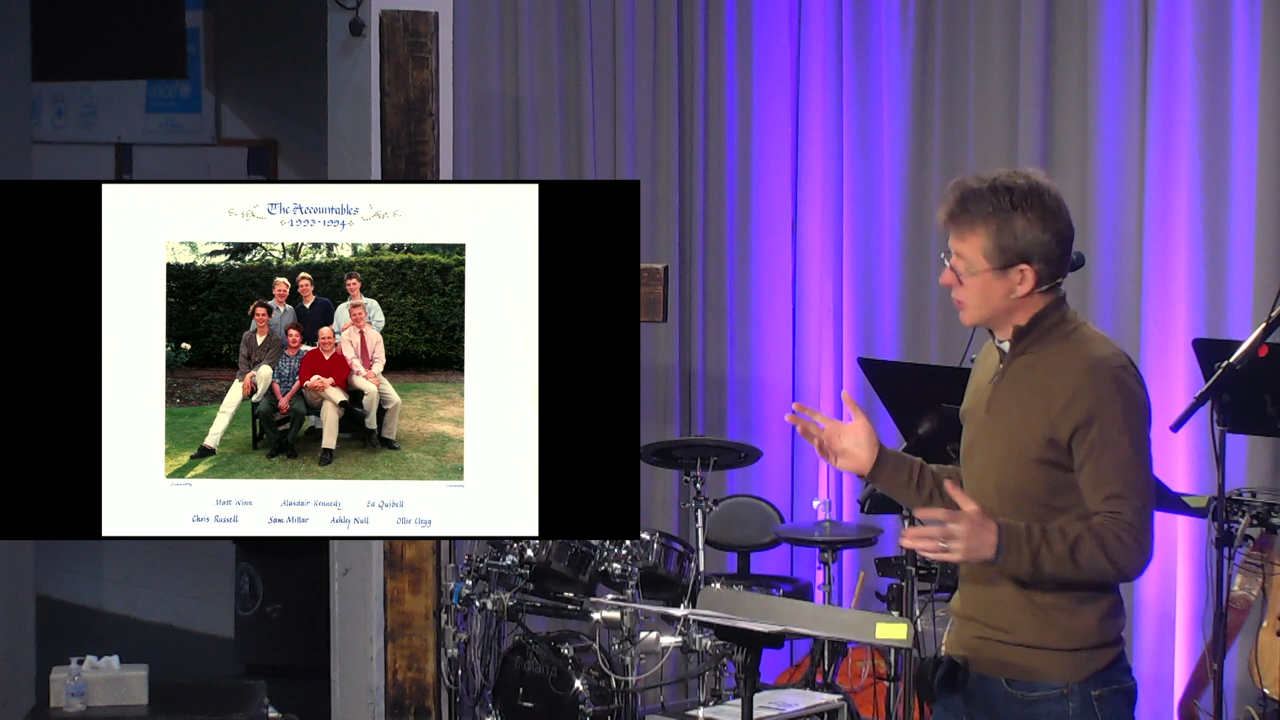 The Accountables
1993-1994
Matt Winn Alasdair Kennedy Ed Quibell
Chris Russell Sam Millar Ashley Null Ollie Clegg